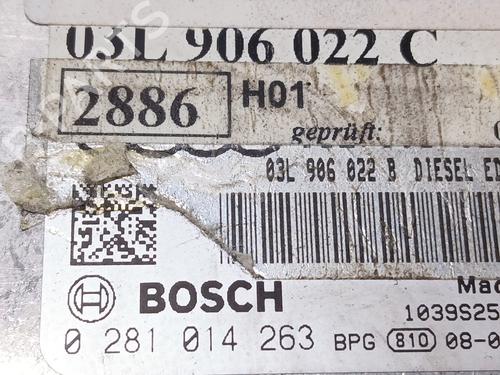 03L 906 022 C
2886 H01
geprüft:
03L 906 022 B DIESEL ED
BOSCH Mad
0 281 014 263 BPG 810 08-0
1039S25